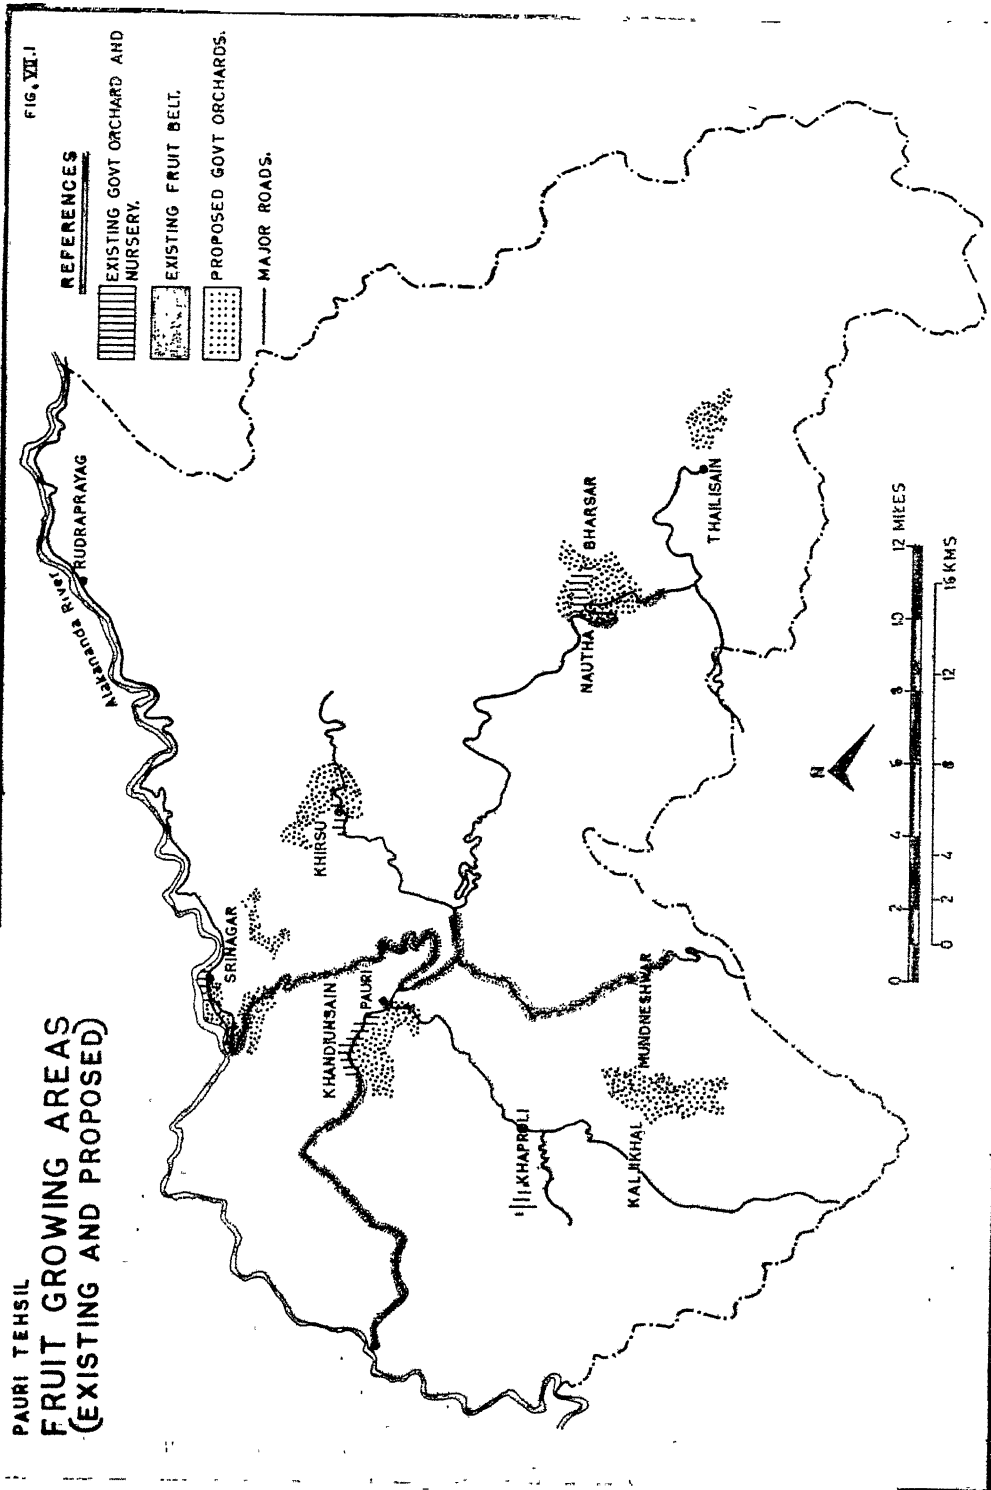 PAURI TEHSIL
FRUIT GROWING AREAS
(EXISTING AND PROPOSED)
FIG. VII.1
REFERENCES
EXISTING GOVT ORCHARD AND
NURSERY.
EXISTING FRUIT BELT.
PROPOSED GOVT ORCHARDS.
MAJOR ROADS.
Alakananda River
RUDRAPRAYAG
SRINAGAR
KHIRSU
KHANDIUNSAIN
PAURI
NAUTHA
BHARSAR
THAILISAIN
KHAPROLI
KALJIKHAL
MUNDNESHWAR
N
0 2 4 6 8 10 12 MILES
0 2 4 8 12 16 KMS